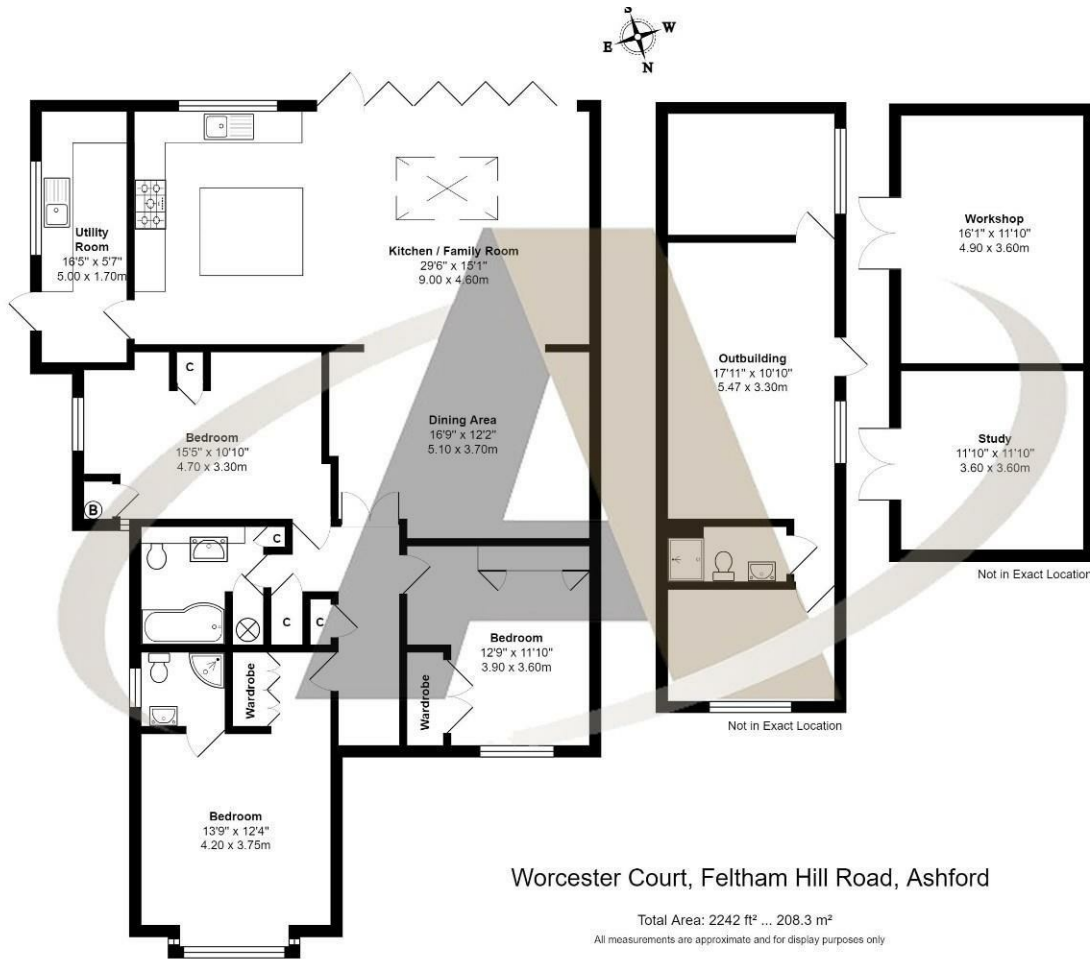 S
W
E
N
Utility
Room
16'5" x 5'7"
5.00 x 1.70m
Kitchen / Family Room
29'6" x 15'1"
9.00 x 4.60m
Workshop
16'1" x 11'10"
4.90 x 3.60m
C
Outbuilding
17'11" x 10'10"
5.47 x 3.30m
Bedroom
15'5" x 10'10"
4.70 x 3.30m
Dining Area
16'9" x 12'2"
5.10 x 3.70m
Study
11'10" x 11'10"
3.60 x 3.60m
B
C
Not in Exact Location
C
C
Bedroom
12'9" x 11'10"
3.90 x 3.60m
Wardrobe
Wardrobe
Not in Exact Location
Bedroom
13'9" x 12'4"
4.20 x 3.75m
Worcester Court, Feltham Hill Road, Ashford
Total Area: 2242 ft² ... 208.3 m²
All measurements are approximate and for display purposes only